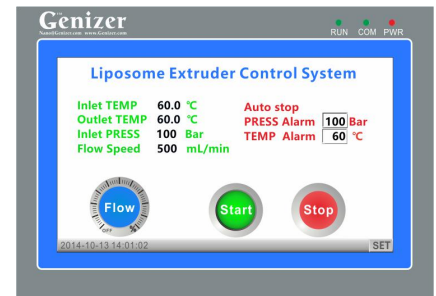 Genizer
NanoGenizer.com www.Genizer.com
RUN COM PWR
Liposome Extruder Control System
Inlet TEMP 60.0 ℃
Outlet TEMP 60.0 ℃
Inlet PRESS 100 Bar
Flow Speed 500 mL/min
Auto stop
PRESS Alarm 100 Bar
TEMP Alarm 60 ℃
Flow
OFF
Start
Stop
2014-10-13 14:01:02
SET